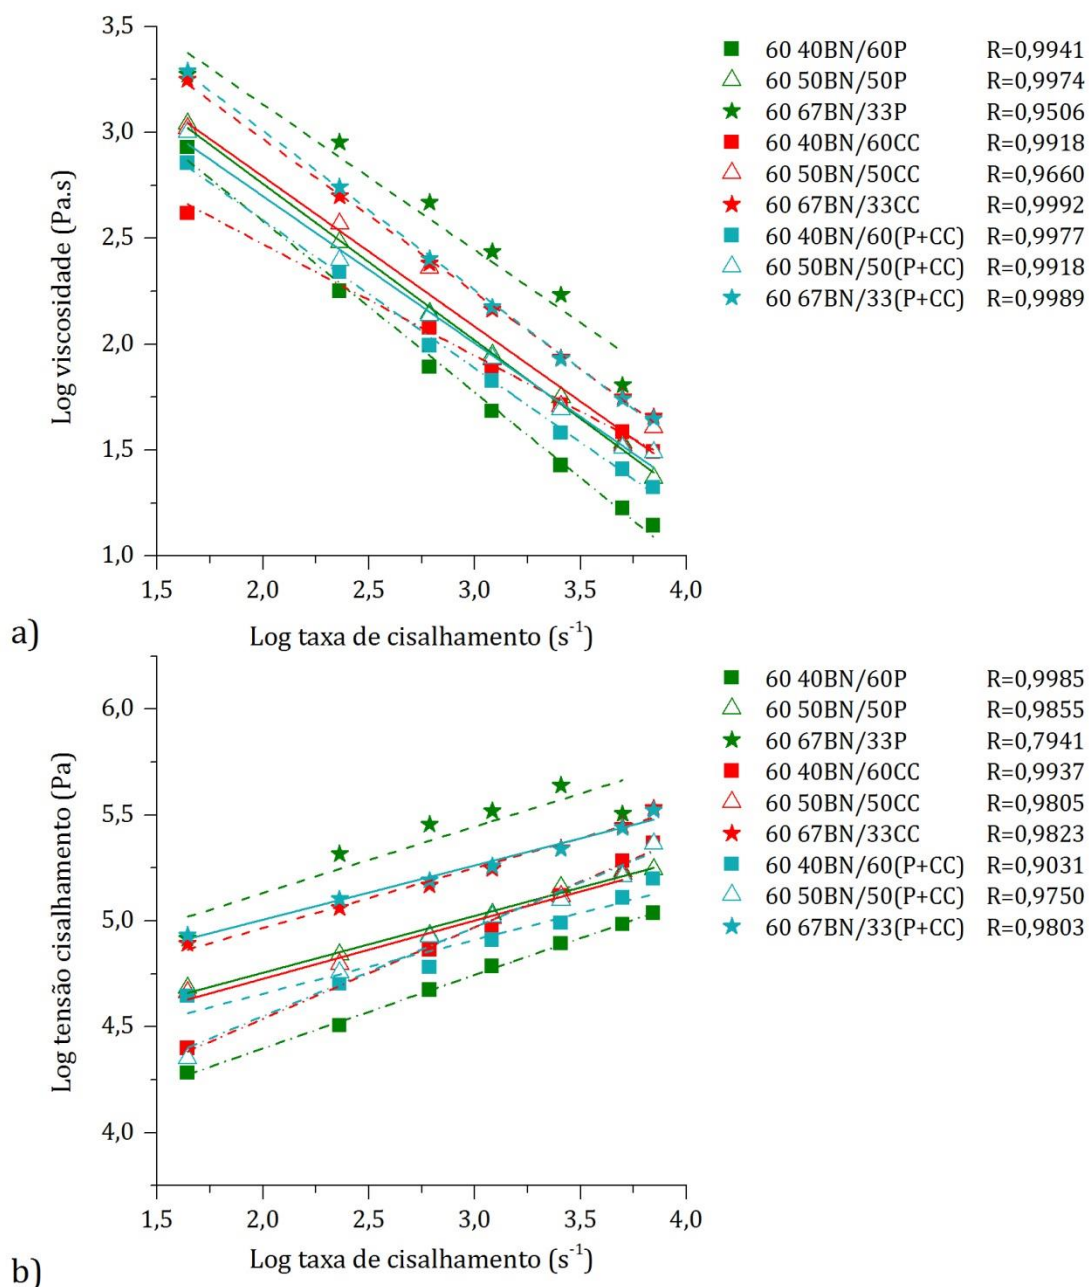 3,5
3,0
2,5
2,0
1,5
1,0
Log viscosidade (Pa.s)
1,5 2,0 2,5 3,0 3,5 4,0
Log taxa de cisalhamento (s⁻¹)
a)
60 40BN/60P R=0,9941
60 50BN/50P R=0,9974
60 67BN/33P R=0,9506
60 40BN/60CC R=0,9918
60 50BN/50CC R=0,9660
60 67BN/33CC R=0,9992
60 40BN/60(P+CC) R=0,9977
60 50BN/50(P+CC) R=0,9918
60 67BN/33(P+CC) R=0,9989
6,0
5,5
5,0
4,5
4,0
Log tensão cisalhamento (Pa)
1,5 2,0 2,5 3,0 3,5 4,0
Log taxa de cisalhamento (s⁻¹)
b)
60 40BN/60P R=0,9985
60 50BN/50P R=0,9855
60 67BN/33P R=0,7941
60 40BN/60CC R=0,9937
60 50BN/50CC R=0,9805
60 67BN/33CC R=0,9823
60 40BN/60(P+CC) R=0,9031
60 50BN/50(P+CC) R=0,9750
60 67BN/33(P+CC) R=0,9803